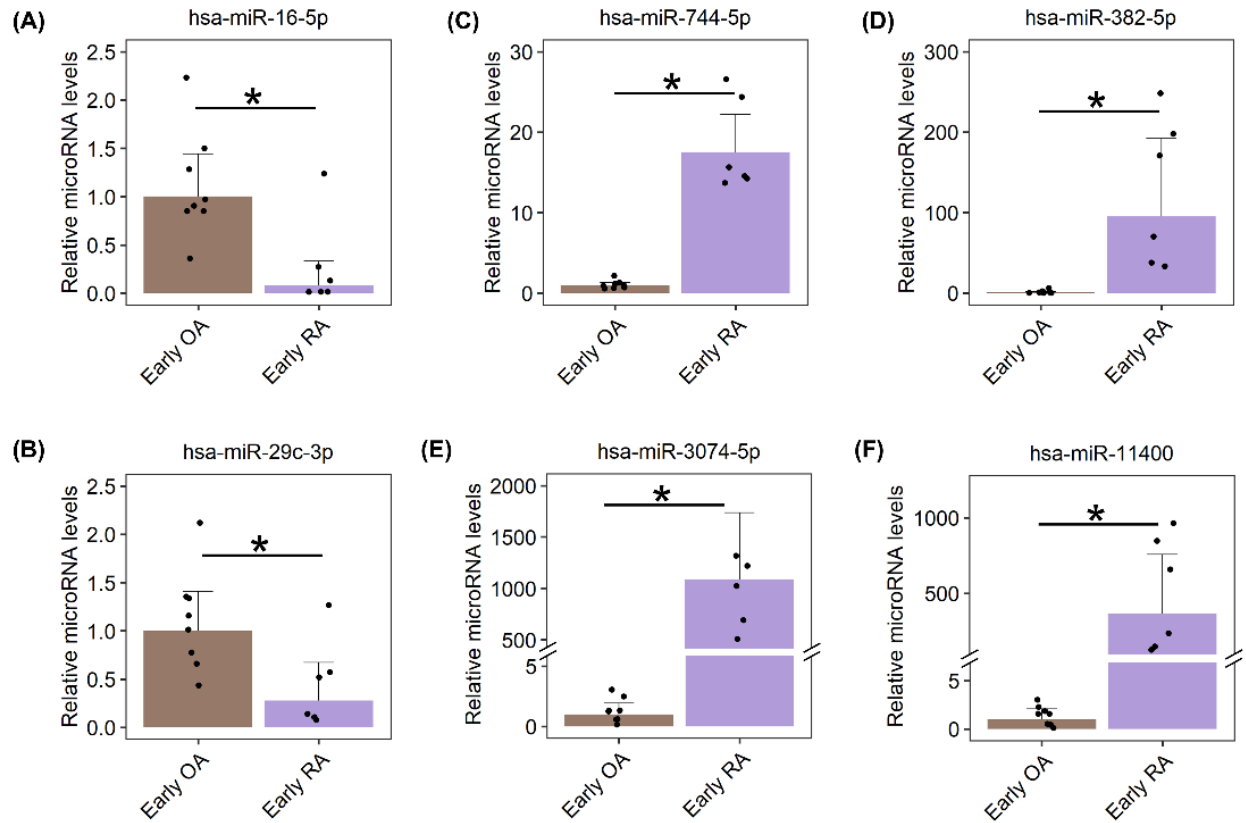 (A)
hsa-miR-16-5p
Relative microRNA levels
2.5
2.0
1.5
1.0
0.5
0.0
*
Early OA
Early RA
(C)
hsa-miR-744-5p
Relative microRNA levels
30
20
10
0
*
Early OA
Early RA
(D)
hsa-miR-382-5p
Relative microRNA levels
300
200
100
0
*
Early OA
Early RA
(B)
hsa-miR-29c-3p
Relative microRNA levels
2.5
2.0
1.5
1.0
0.5
0.0
*
Early OA
Early RA
(E)
hsa-miR-3074-5p
Relative microRNA levels
2000
1500
1000
500
5
0
*
Early OA
Early RA
(F)
hsa-miR-11400
Relative microRNA levels
1000
500
5
0
*
Early OA
Early RA